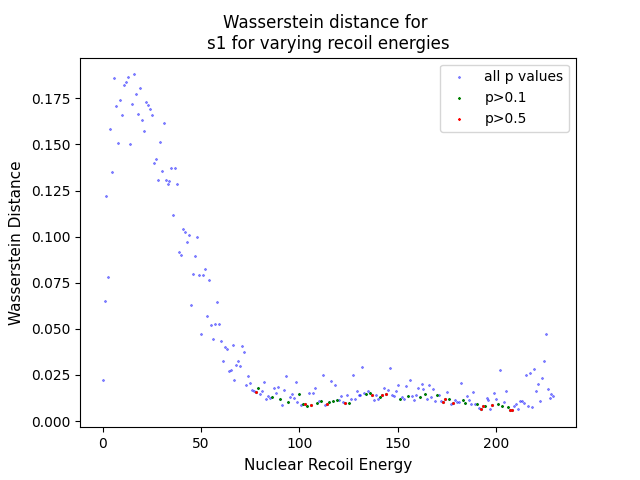 Wasserstein distance for
s1 for varying recoil energies
all p values
p>0.1
p>0.5
Wasserstein Distance
0.175
0.150
0.125
0.100
0.075
0.050
0.025
0.000
0 50 100 150 200
Nuclear Recoil Energy